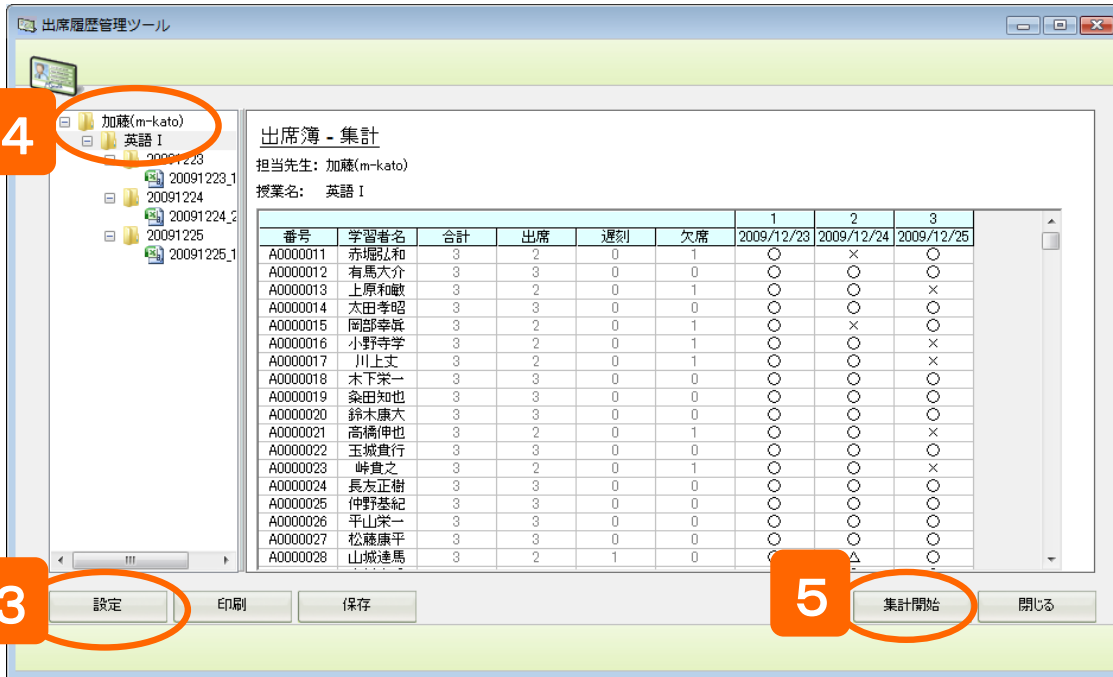 出席履歴管理ツール
4
加藤(m-kato)
英語Ⅰ
20091223
20091223_1
20091224
20091224_2
20091225
20091225_1
出席簿 - 集計
担当先生: 加藤(m-kato)
授業名: 英語Ⅰ
1 2 3
番号 学習者名 合計 出席 遅刻 欠席 2009/12/23 2009/12/24 2009/12/25
A0000011 赤堀弘和 3 2 0 1 ○ × ○
A0000012 有馬大介 3 3 0 0 ○ ○ ○
A0000013 上原和敏 3 2 0 1 ○ ○ ×
A0000014 太田孝昭 3 3 0 0 ○ ○ ○
A0000015 岡部幸眞 3 2 0 1 ○ × ○
A0000016 小野寺学 3 2 0 1 ○ ○ ×
A0000017 川上丈 3 2 0 1 ○ ○ ×
A0000018 木下栄一 3 3 0 0 ○ ○ ○
A0000019 粂田知也 3 3 0 0 ○ ○ ○
A0000020 鈴木康大 3 3 0 0 ○ ○ ○
A0000021 高橋伸也 3 2 0 1 ○ ○ ×
A0000022 玉城貴行 3 3 0 0 ○ ○ ○
A0000023 峠貴之 3 2 0 1 ○ ○ ×
A0000024 長友正樹 3 3 0 0 ○ ○ ○
A0000025 仲野基紀 3 3 0 0 ○ ○ ○
A0000026 平山栄一 3 3 0 0 ○ ○ ○
A0000027 松藤康平 3 3 0 0 ○ ○ ○
A0000028 山城達馬 3 2 1 0 ○ △ ○
3
設定 印刷 保存
5
集計開始 閉じる